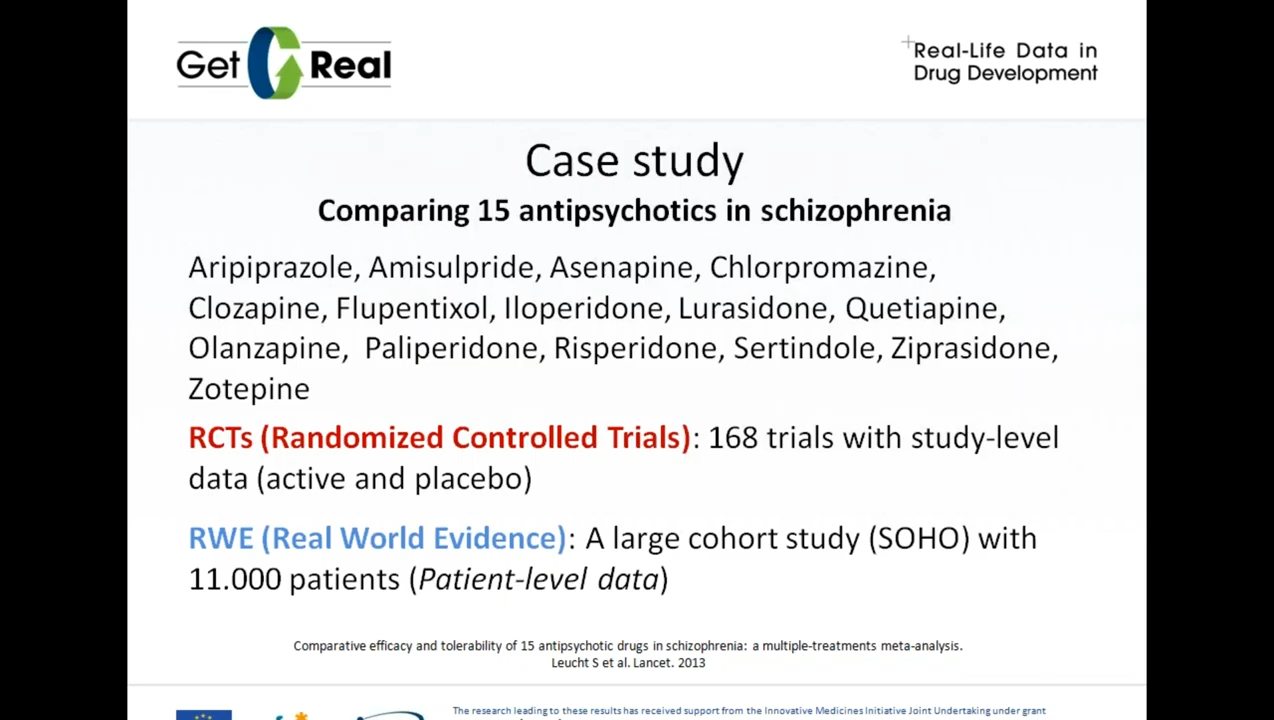 Get Real
Real-Life Data in
Drug Development
Case study
Comparing 15 antipsychotics in schizophrenia
Aripiprazole, Amisulpride, Asenapine, Chlorpromazine,
Clozapine, Flupentixol, Iloperidone, Lurasidone, Quetiapine,
Olanzapine, Paliperidone, Risperidone, Sertindole, Ziprasidone,
Zotepine
RCTs (Randomized Controlled Trials): 168 trials with study-level
data (active and placebo)
RWE (Real World Evidence): A large cohort study (SOHO) with
11.000 patients (Patient-level data)
Comparative efficacy and tolerability of 15 antipsychotic drugs in schizophrenia: a multiple-treatments meta-analysis.
Leucht S et al. Lancet. 2013
The research leading to these results has received support from the Innovative Medicines Initiative Joint Undertaking under grant